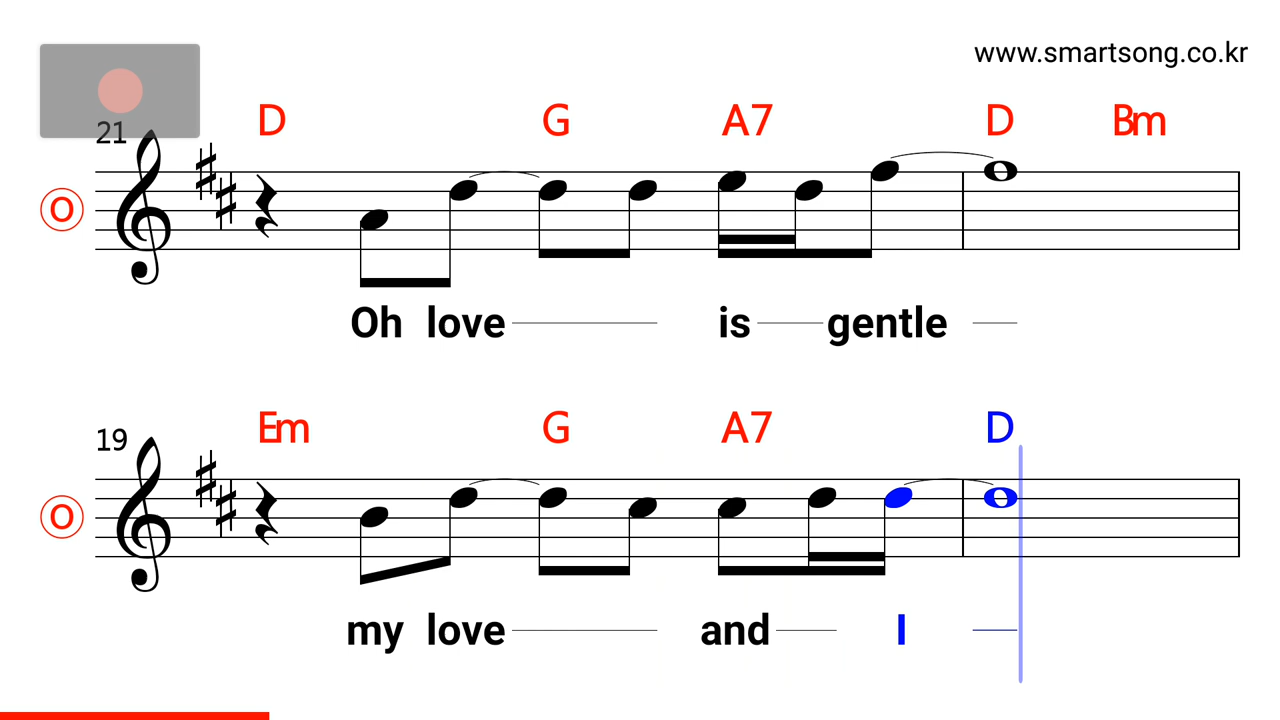 www.smartsong.co.kr
D G A7 D Bm
21
O
Oh love is gentle
Em G A7 D
19
O
my love and I